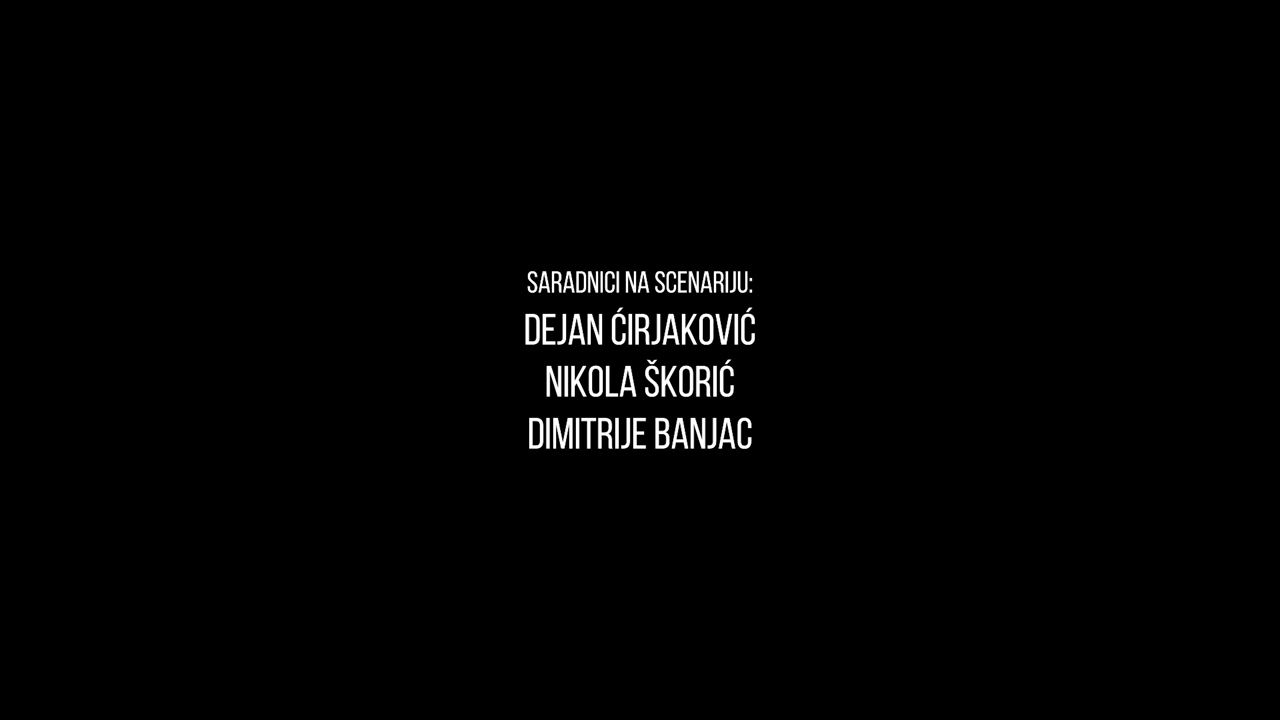 SARADNICI NA SCENARIJU:
DEJAN ĆIRJAKOVIĆ
NIKOLA ŠKORIĆ
DIMITRIJE BANJAC